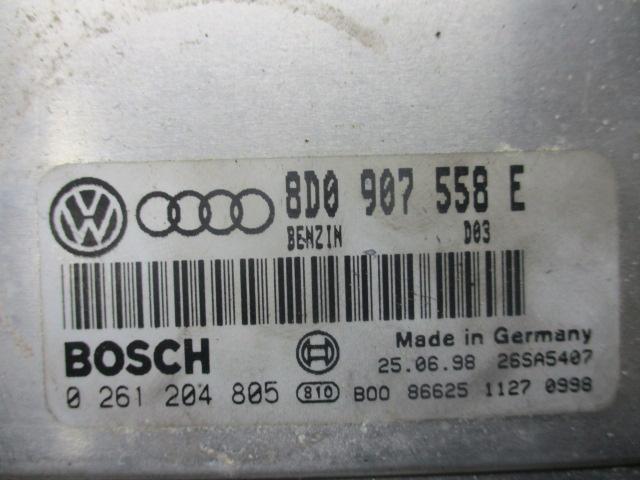 8D0 907 558 E
BENZIN D03
BOSCH
Made in Germany
25.06.98 26SA5407
0 261 204 805 810 B00 86625 1127 0998